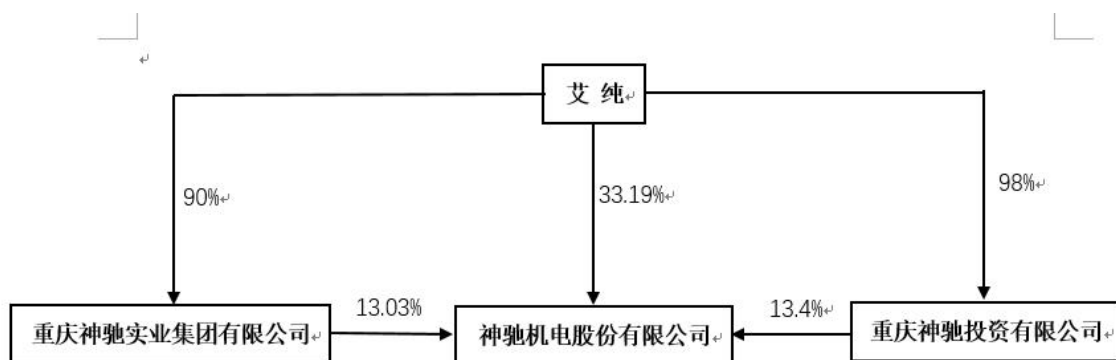 艾 纯
90%
33.19%
98%
13.03%
13.4%
重庆神驰实业集团有限公司
神驰机电股份有限公司
重庆神驰投资有限公司